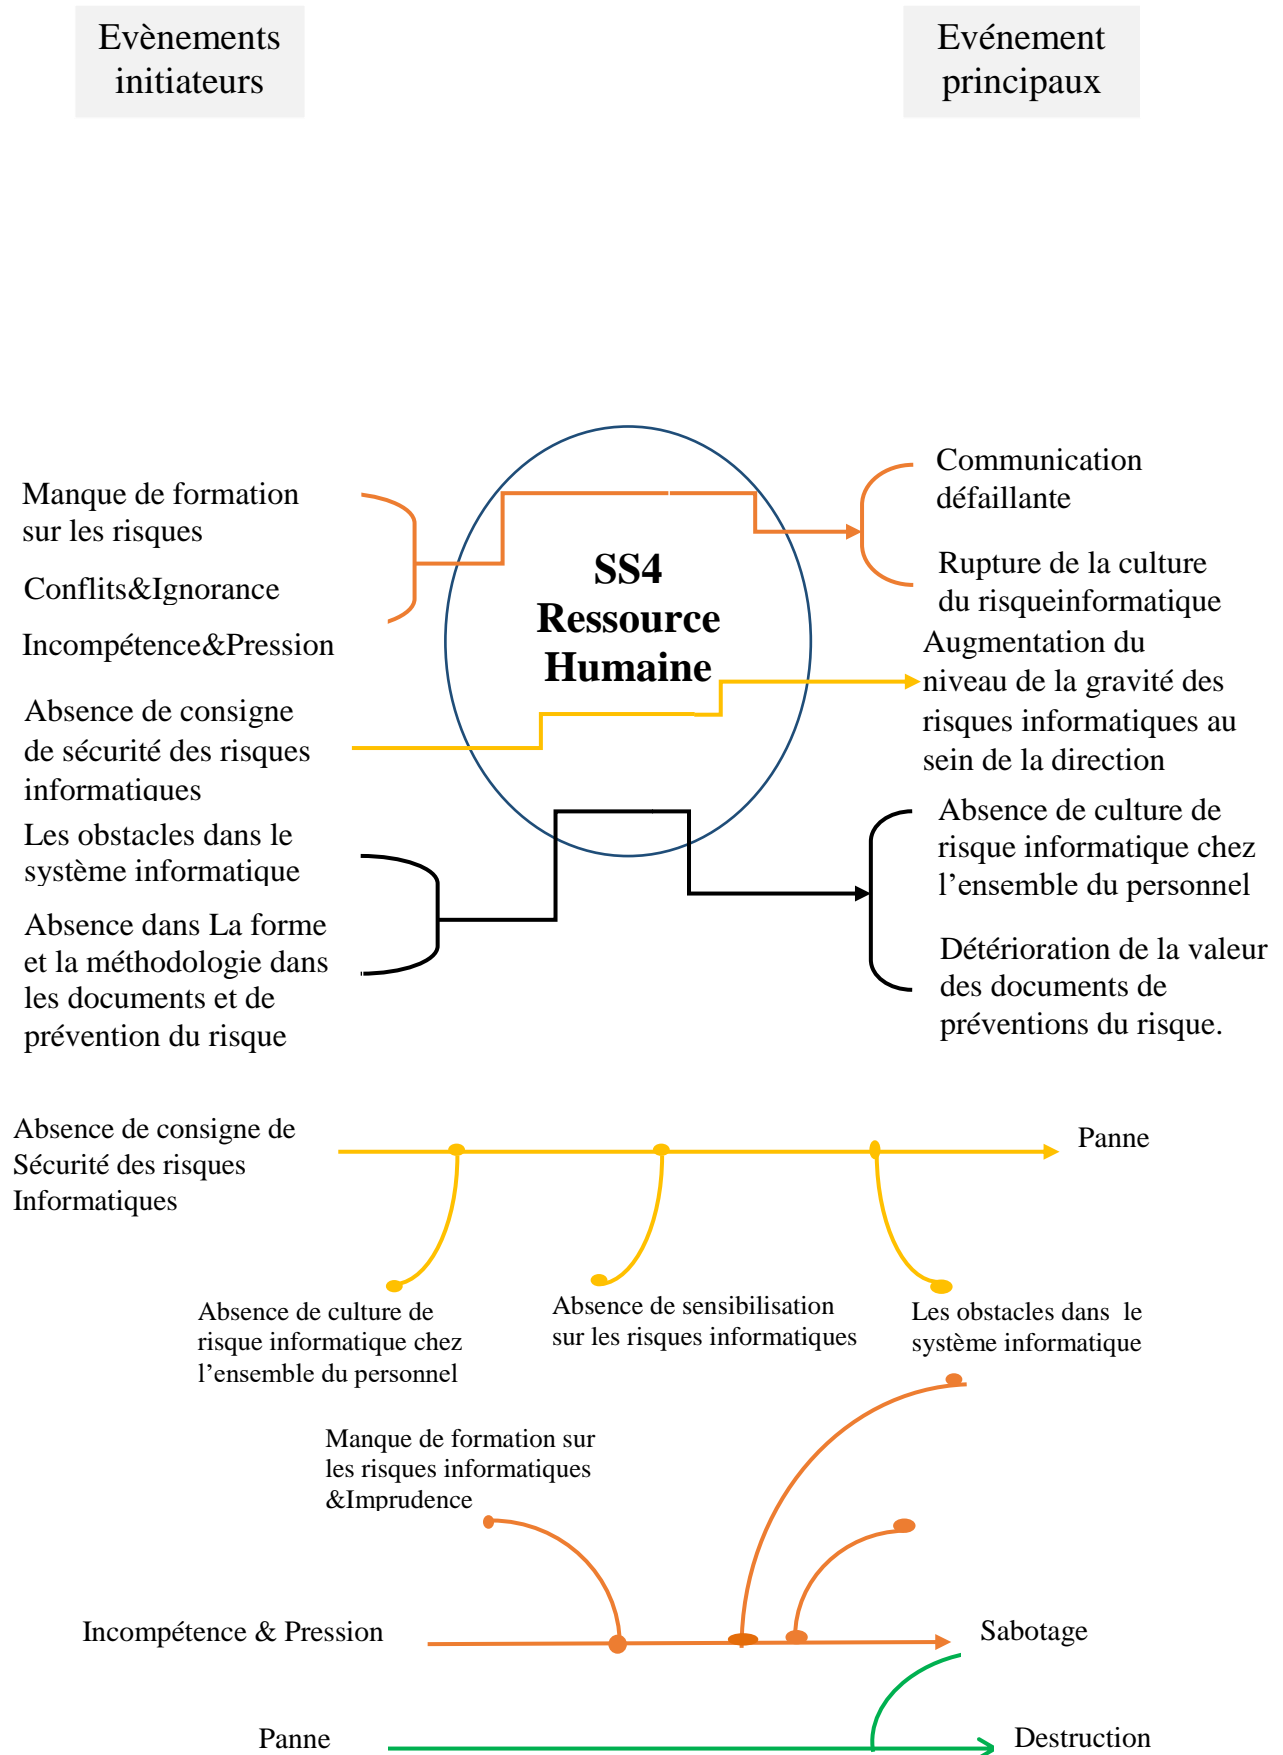 Evènements
initiateurs
Evénement
principaux
Manque de formation
sur les risques
Conflits&Ignorance
Incompétence&Pression
Absence de consigne
de sécurité des risques
informatiques
Les obstacles dans le
système informatique
Absence dans La forme
et la méthodologie dans
les documents et de
prévention du risque
SS4
Ressource
Humaine
Communication
défaillante
Rupture de la culture
du risqueinformatique
Augmentation du
niveau de la gravité des
risques informatiques au
sein de la direction
Absence de culture de
risque informatique chez
l’ensemble du personnel
Détérioration de la valeur
des documents de
préventions du risque.
Absence de consigne de
Sécurité des risques
Informatiques
Panne
Absence de culture de
risque informatique chez
l’ensemble du personnel
Absence de sensibilisation
sur les risques informatiques
Les obstacles dans le
système informatique
Manque de formation sur
les risques informatiques
&Imprudence
Incompétence & Pression
Sabotage
Panne
Destruction